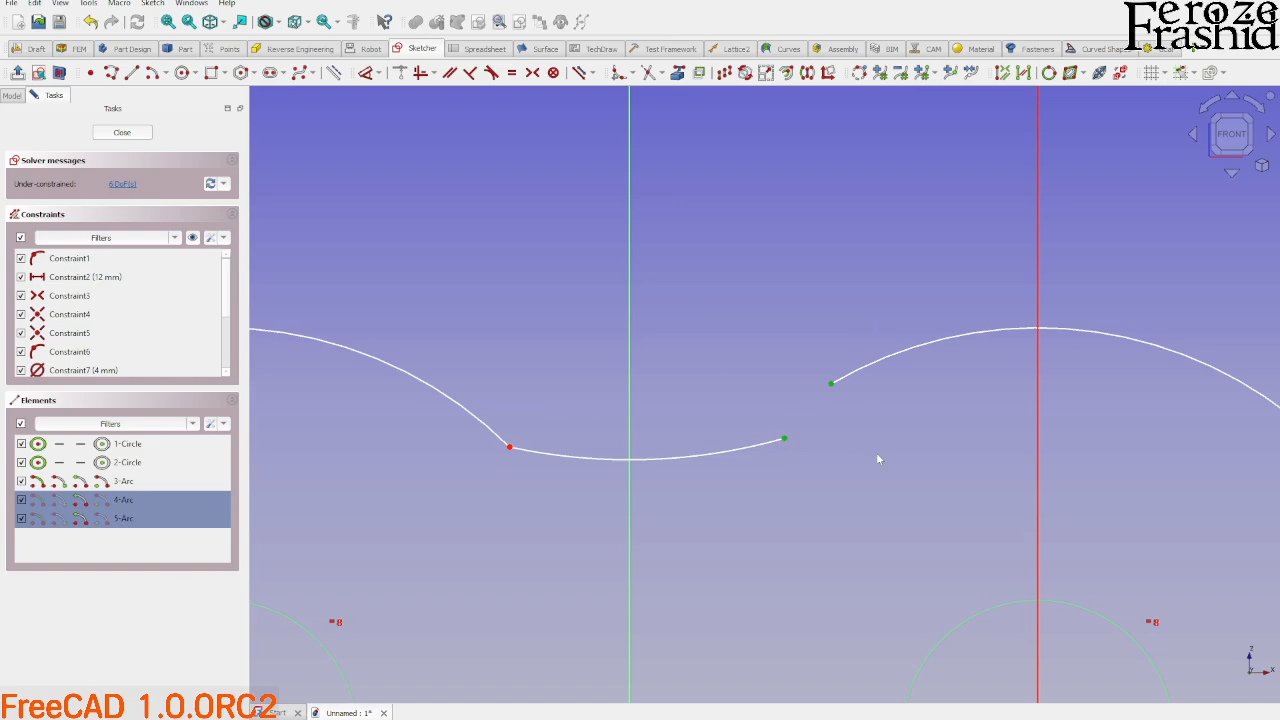 File Edit View Tools Macro Sketch Windows Help
Feroze
Frashid
Draft FEM Part Design Part Points Reverse Engineering Robot Sketcher Spreadsheet Surface TechDraw Test Framework Lattice2 Curves Assembly BIM CAM Material Fasteners Curved Shapes
Model Tasks
Tasks
Close
FRONT
Solver messages
Under-constrained: 6 DoF(s)
Constraints
Filters
Constraint1
Constraint2 (12 mm)
Constraint3
Constraint4
Constraint5
Constraint6
Constraint7 (4 mm)
Elements
Filters
1-Circle
2-Circle
3-Arc
4-Arc
5-Arc
= 8
= 8
z
x
FreeCAD 1.0.0RC2
Start Unnamed : 1*